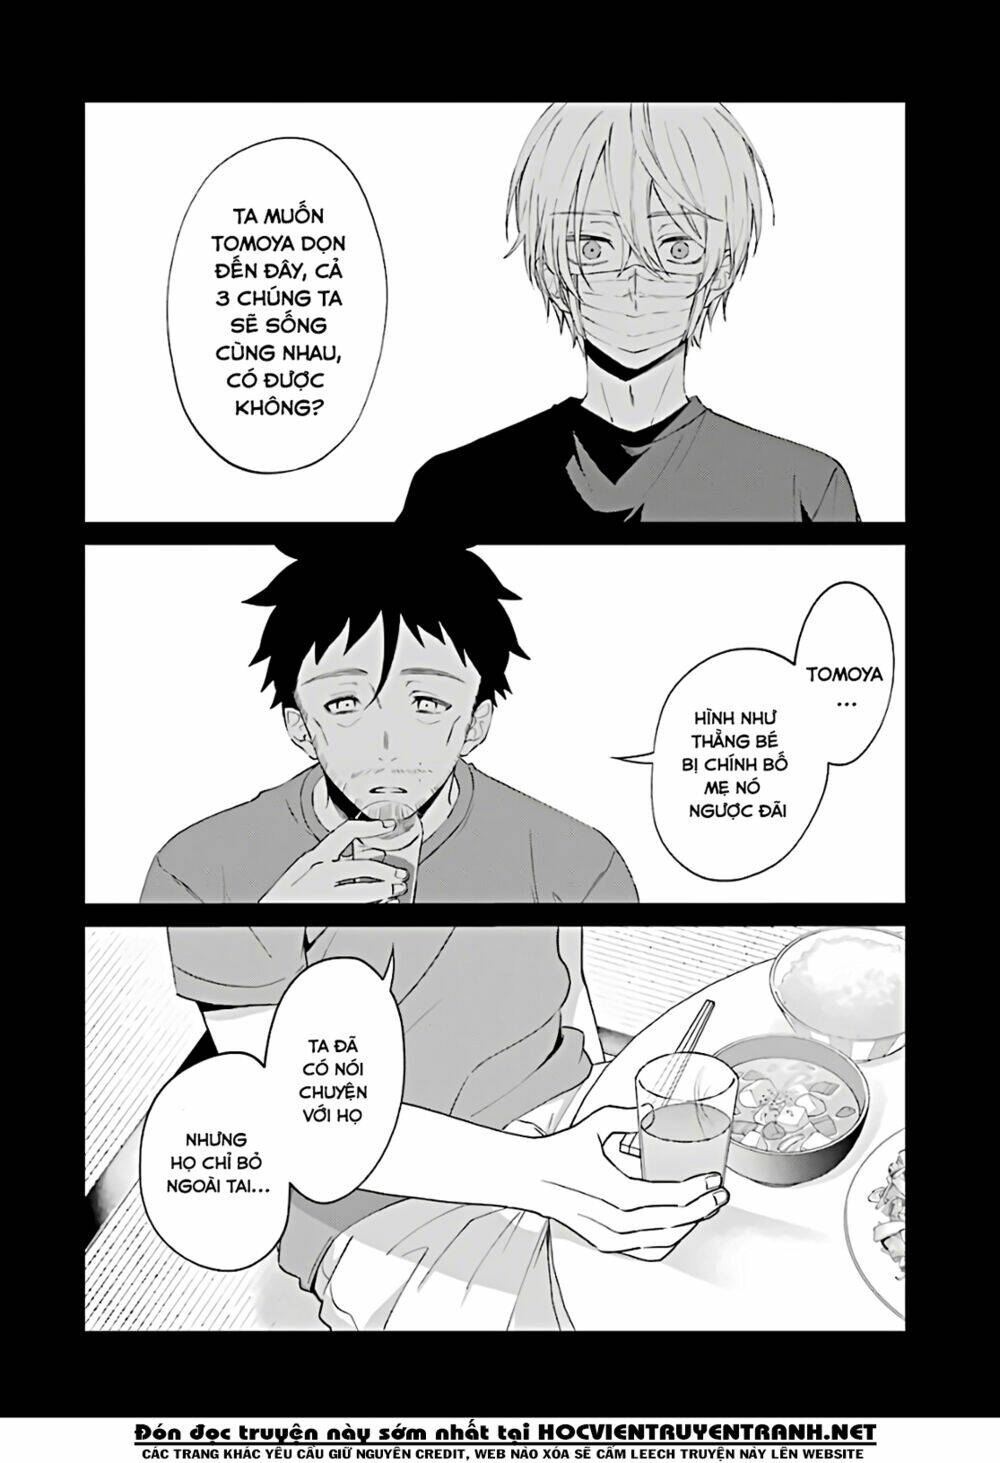 TA MUỐN
TOMOYA DỌN
ĐẾN ĐÂY, CẢ
3 CHÚNG TA
SẼ SỐNG
CÙNG NHAU,
CÓ ĐƯỢC
KHÔNG?
TOMOYA
...
HÌNH NHƯ
THẰNG BÉ
BỊ CHÍNH BỐ
MẸ NÓ
NGƯỢC ĐÃI
TA ĐÃ
CÓ NÓI
CHUYỆN
VỚI HỌ
NHƯNG
HỌ CHỈ BỎ
NGOÀI TAI...
Đón đọc truyện này sớm nhất tại HOCVIENTRUYENTRANH.NET
CÁC TRANG KHÁC YÊU CẦU GIỮ NGUYÊN CREDIT, WEB NÀO XÓA SẼ CẤM LEECH TRUYỆN NÀY LÊN WEBSITE